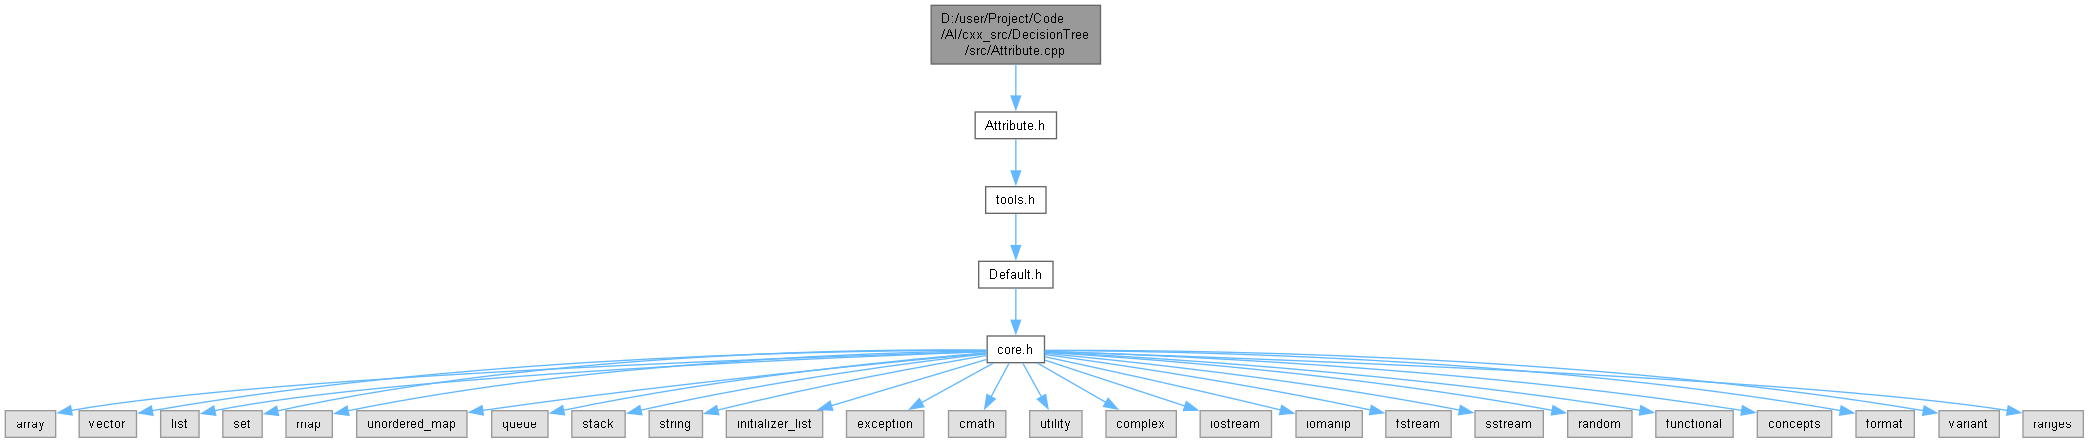 D:/user/Project/Code
/AI/cxx_src/DecisionTree
/src/Attribute.cpp
Attribute.h
tools.h
Default.h
core.h
array
vector
list
set
map
unordered_map
queue
stack
string
initializer_list
exception
cmath
utility
complex
iostream
iomanip
fstream
sstream
random
functional
concepts
format
variant
ranges